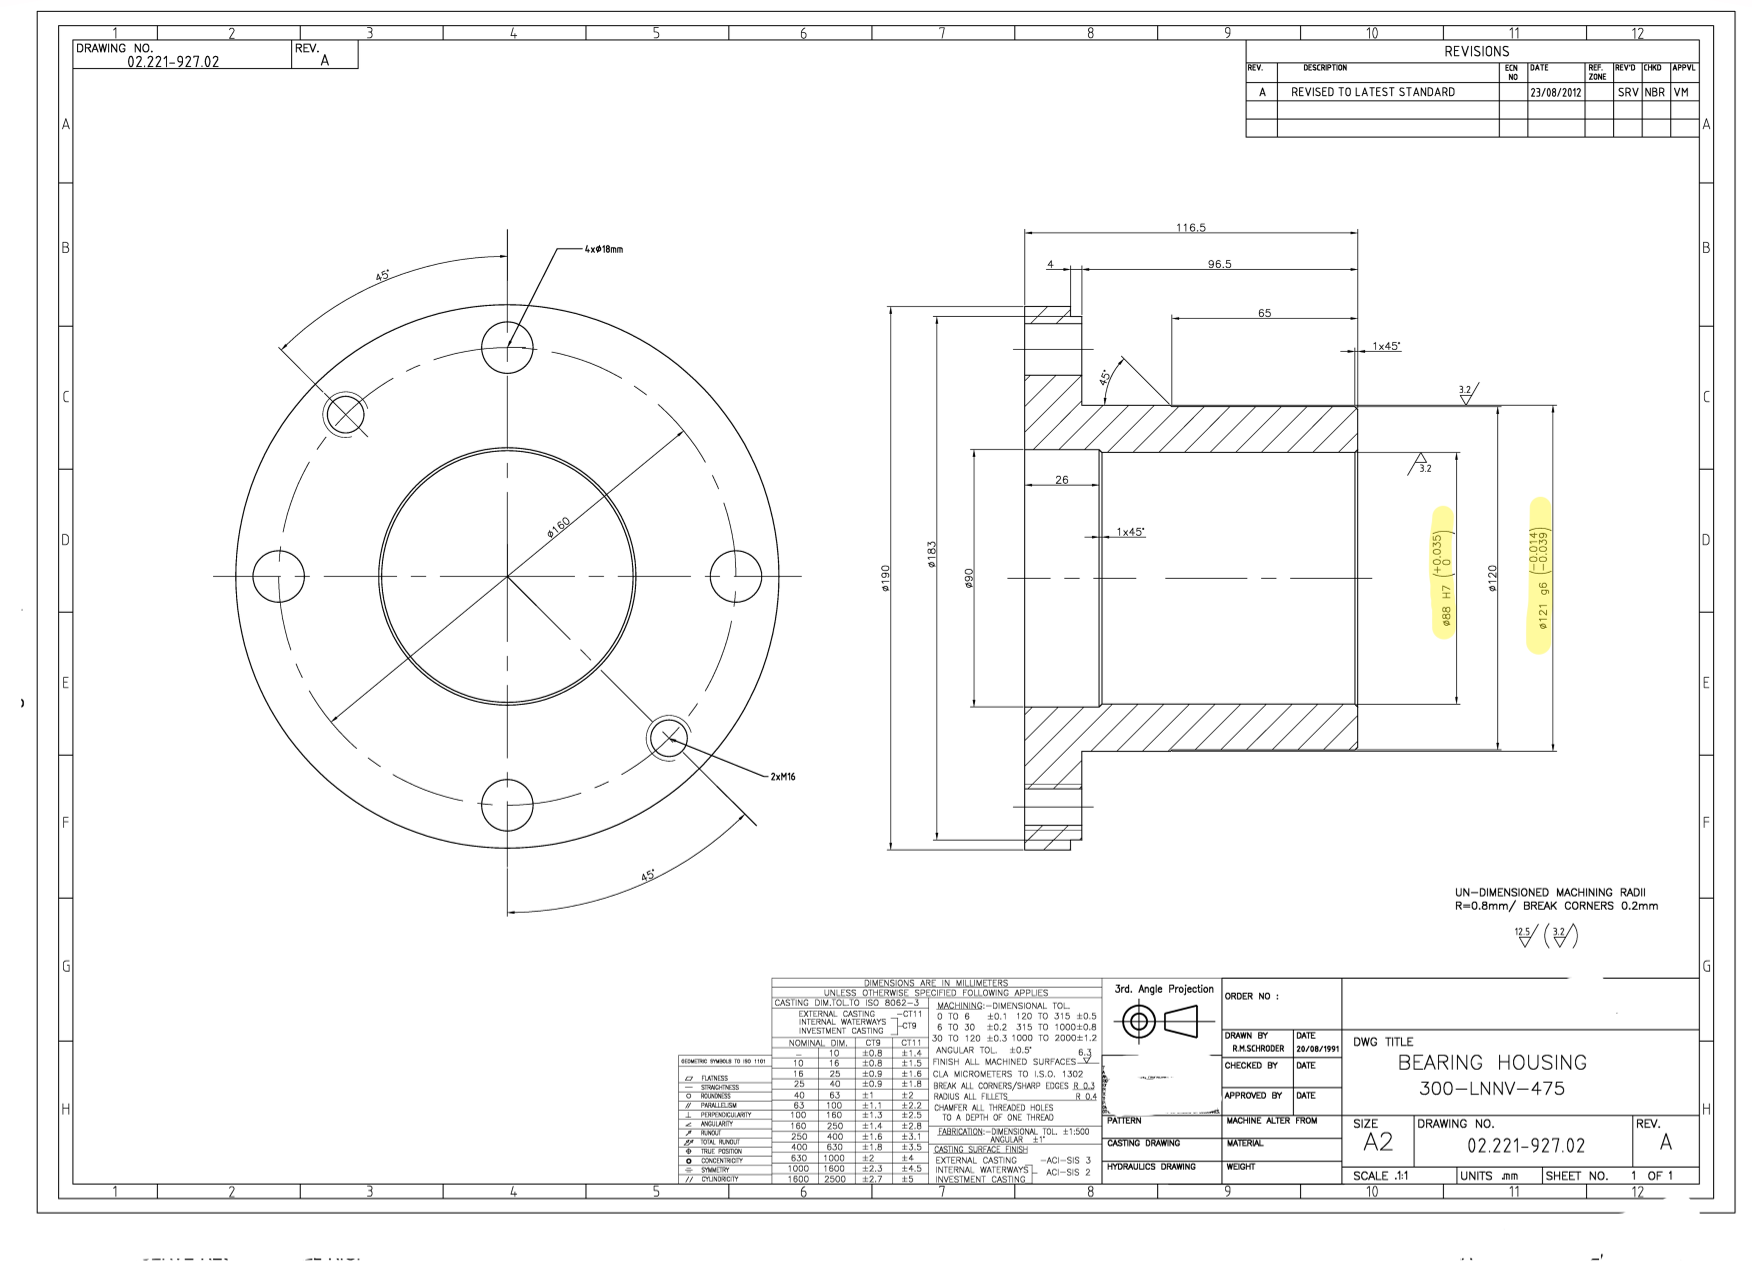 1 2 3 4 5 6 7 8 9 10 11 12
DRAWING NO.
02.221-927.02
REV.
A
REVISIONS
REV. DESCRIPTION ECN NO DATE REF. ZONE REV'D CHKD APPVL
A REVISED TO LATEST STANDARD 23/08/2012 SRV NBR VM
A A
B B
C C
D D
E E
F F
G G
H H
45°
4xø18mm
ø160
2xM16
45°
116.5
4
96.5
65
1x45°
45°
3.2
3.2
26
1x45°
ø190
ø183
ø90
ø88 H7 (+0.035 0)
ø120
ø121 g6 (-0.014 -0.039)
UN-DIMENSIONED MACHINING RADII
R=0.8mm/ BREAK CORNERS 0.2mm
12.5 (3.2)
GEOMETRIC SYMBOLS TO ISO 1101
FLATNESS
STRAIGHTNESS
ROUNDNESS
PARALLELISM
PERPENDICULARITY
ANGULARITY
RUNOUT
TOTAL RUNOUT
TRUE POSITION
CONCENTRICITY
SYMMETRY
CYLINDRICITY
DIMENSIONS ARE IN MILLIMETERS
UNLESS OTHERWISE SPECIFIED FOLLOWING APPLIES
CASTING DIM.TOL.TO ISO 8062-3
EXTERNAL CASTING -CT11
INTERNAL WATERWAYS
INVESTMENT CASTING -CT9
NOMINAL DIM. CT9 CT11
– 10 ±0.8 ±1.4
10 16 ±0.8 ±1.5
16 25 ±0.9 ±1.6
25 40 ±0.9 ±1.8
40 63 ±1 ±2
63 100 ±1.1 ±2.2
100 160 ±1.3 ±2.5
160 250 ±1.4 ±2.8
250 400 ±1.6 ±3.1
400 630 ±1.8 ±3.5
630 1000 ±2 ±4
1000 1600 ±2.3 ±4.5
1600 2500 ±2.7 ±5
MACHINING:-DIMENSIONAL TOL.
0 TO 6 ±0.1 120 TO 315 ±0.5
6 TO 30 ±0.2 315 TO 1000±0.8
30 TO 120 ±0.3 1000 TO 2000±1.2
ANGULAR TOL. ±0.5°
FINISH ALL MACHINED SURFACES 6.3
CLA MICROMETERS TO I.S.O. 1302
BREAK ALL CORNERS/SHARP EDGES R 0.3
RADIUS ALL FILLETS R 0.4
CHAMFER ALL THREADED HOLES
TO A DEPTH OF ONE THREAD
FABRICATION:-DIMENSIONAL TOL. ±1:500
ANGULAR ±1°
CASTING SURFACE FINISH
EXTERNAL CASTING -ACI-SIS 3
INTERNAL WATERWAYS
INVESTMENT CASTING - ACI-SIS 2
3rd. Angle Projection
PATTERN
CASTING DRAWING
HYDRAULICS DRAWING
ORDER NO :
DRAWN BY
R.M.SCHRODER
DATE
20/08/1991
CHECKED BY DATE
APPROVED BY DATE
MACHINE ALTER FROM
MATERIAL
WEIGHT
DWG TITLE
BEARING HOUSING
300-LNNV-475
SIZE
A2
DRAWING NO.
02.221-927.02
REV.
A
SCALE .1:1 UNITS .mm SHEET NO. 1 OF 1
1 2 3 4 5 6 7 8 9 10 11 12